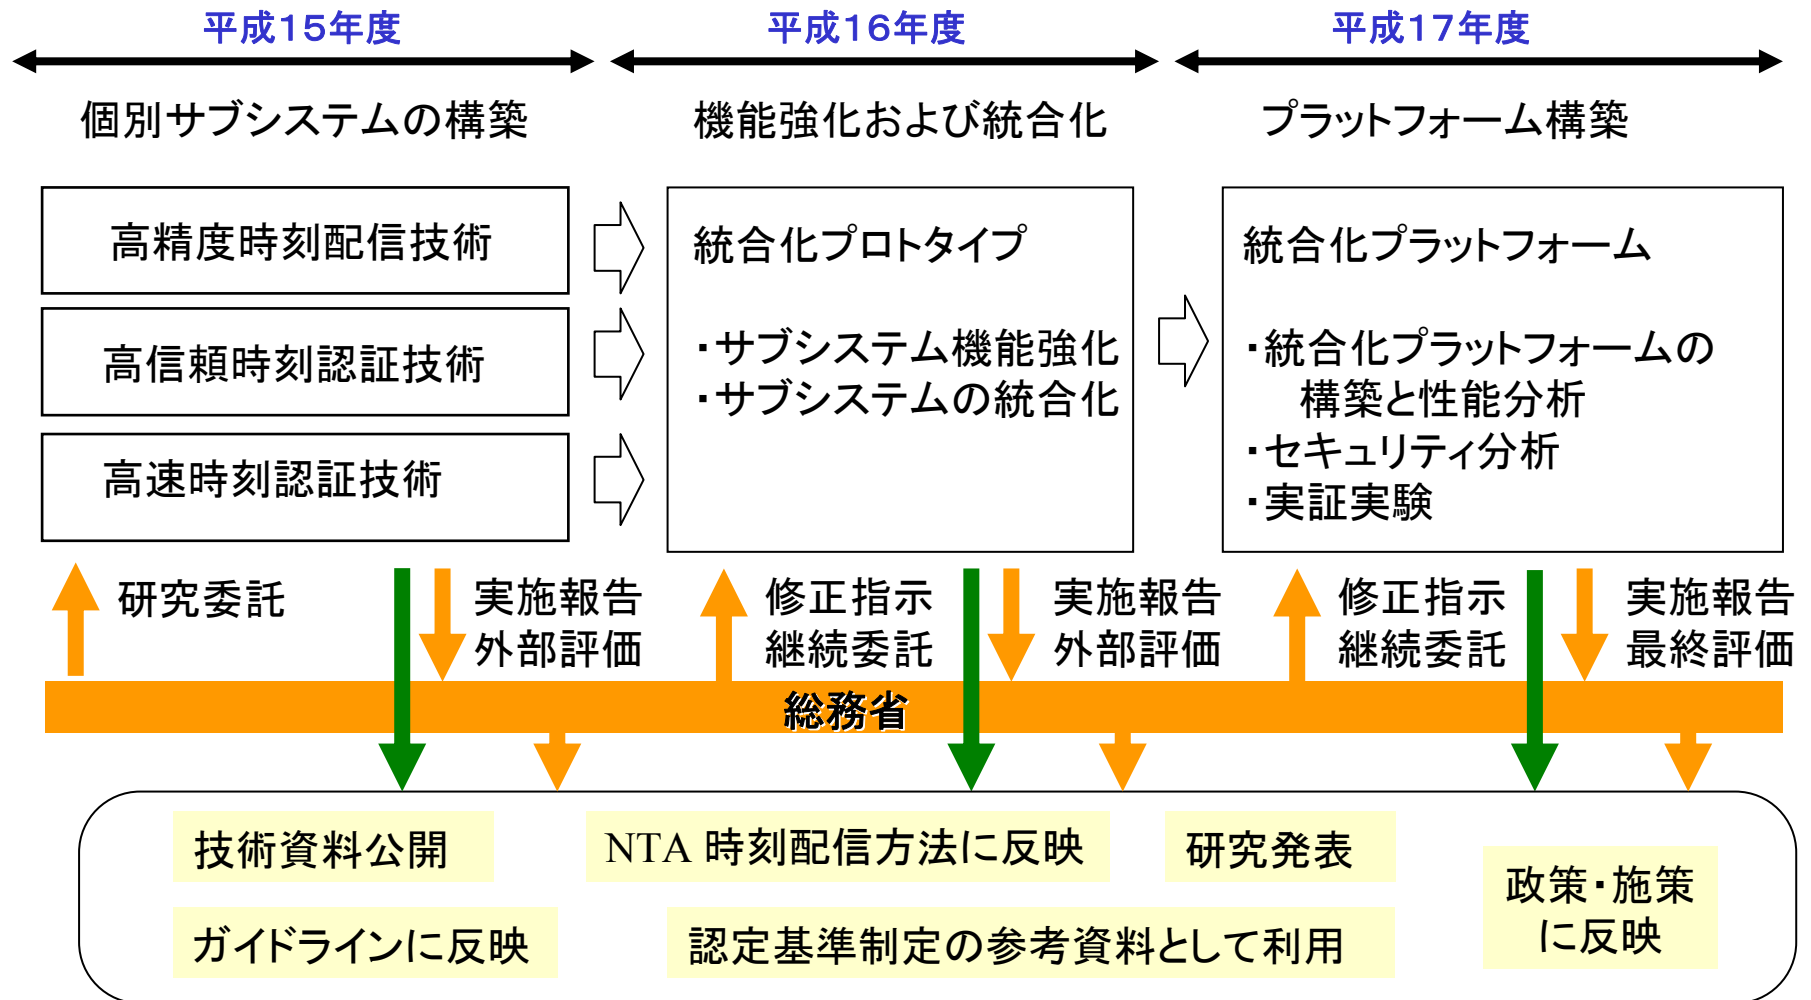 平成１５年度
平成１６年度
平成１７年度
個別サブシステムの構築
機能強化および統合化
プラットフォーム構築
高精度時刻配信技術
高信頼時刻認証技術
高速時刻認証技術
統合化プロトタイプ
・サブシステム機能強化
・サブシステムの統合化
統合化プラットフォーム
・統合化プラットフォームの
構築と性能分析
・セキュリティ分析
・実証実験
研究委託
実施報告
外部評価
修正指示
継続委託
実施報告
外部評価
修正指示
継続委託
実施報告
最終評価
総務省
技術資料公開
NTA 時刻配信方法に反映
研究発表
政策・施策
に反映
ガイドラインに反映
認定基準制定の参考資料として利用